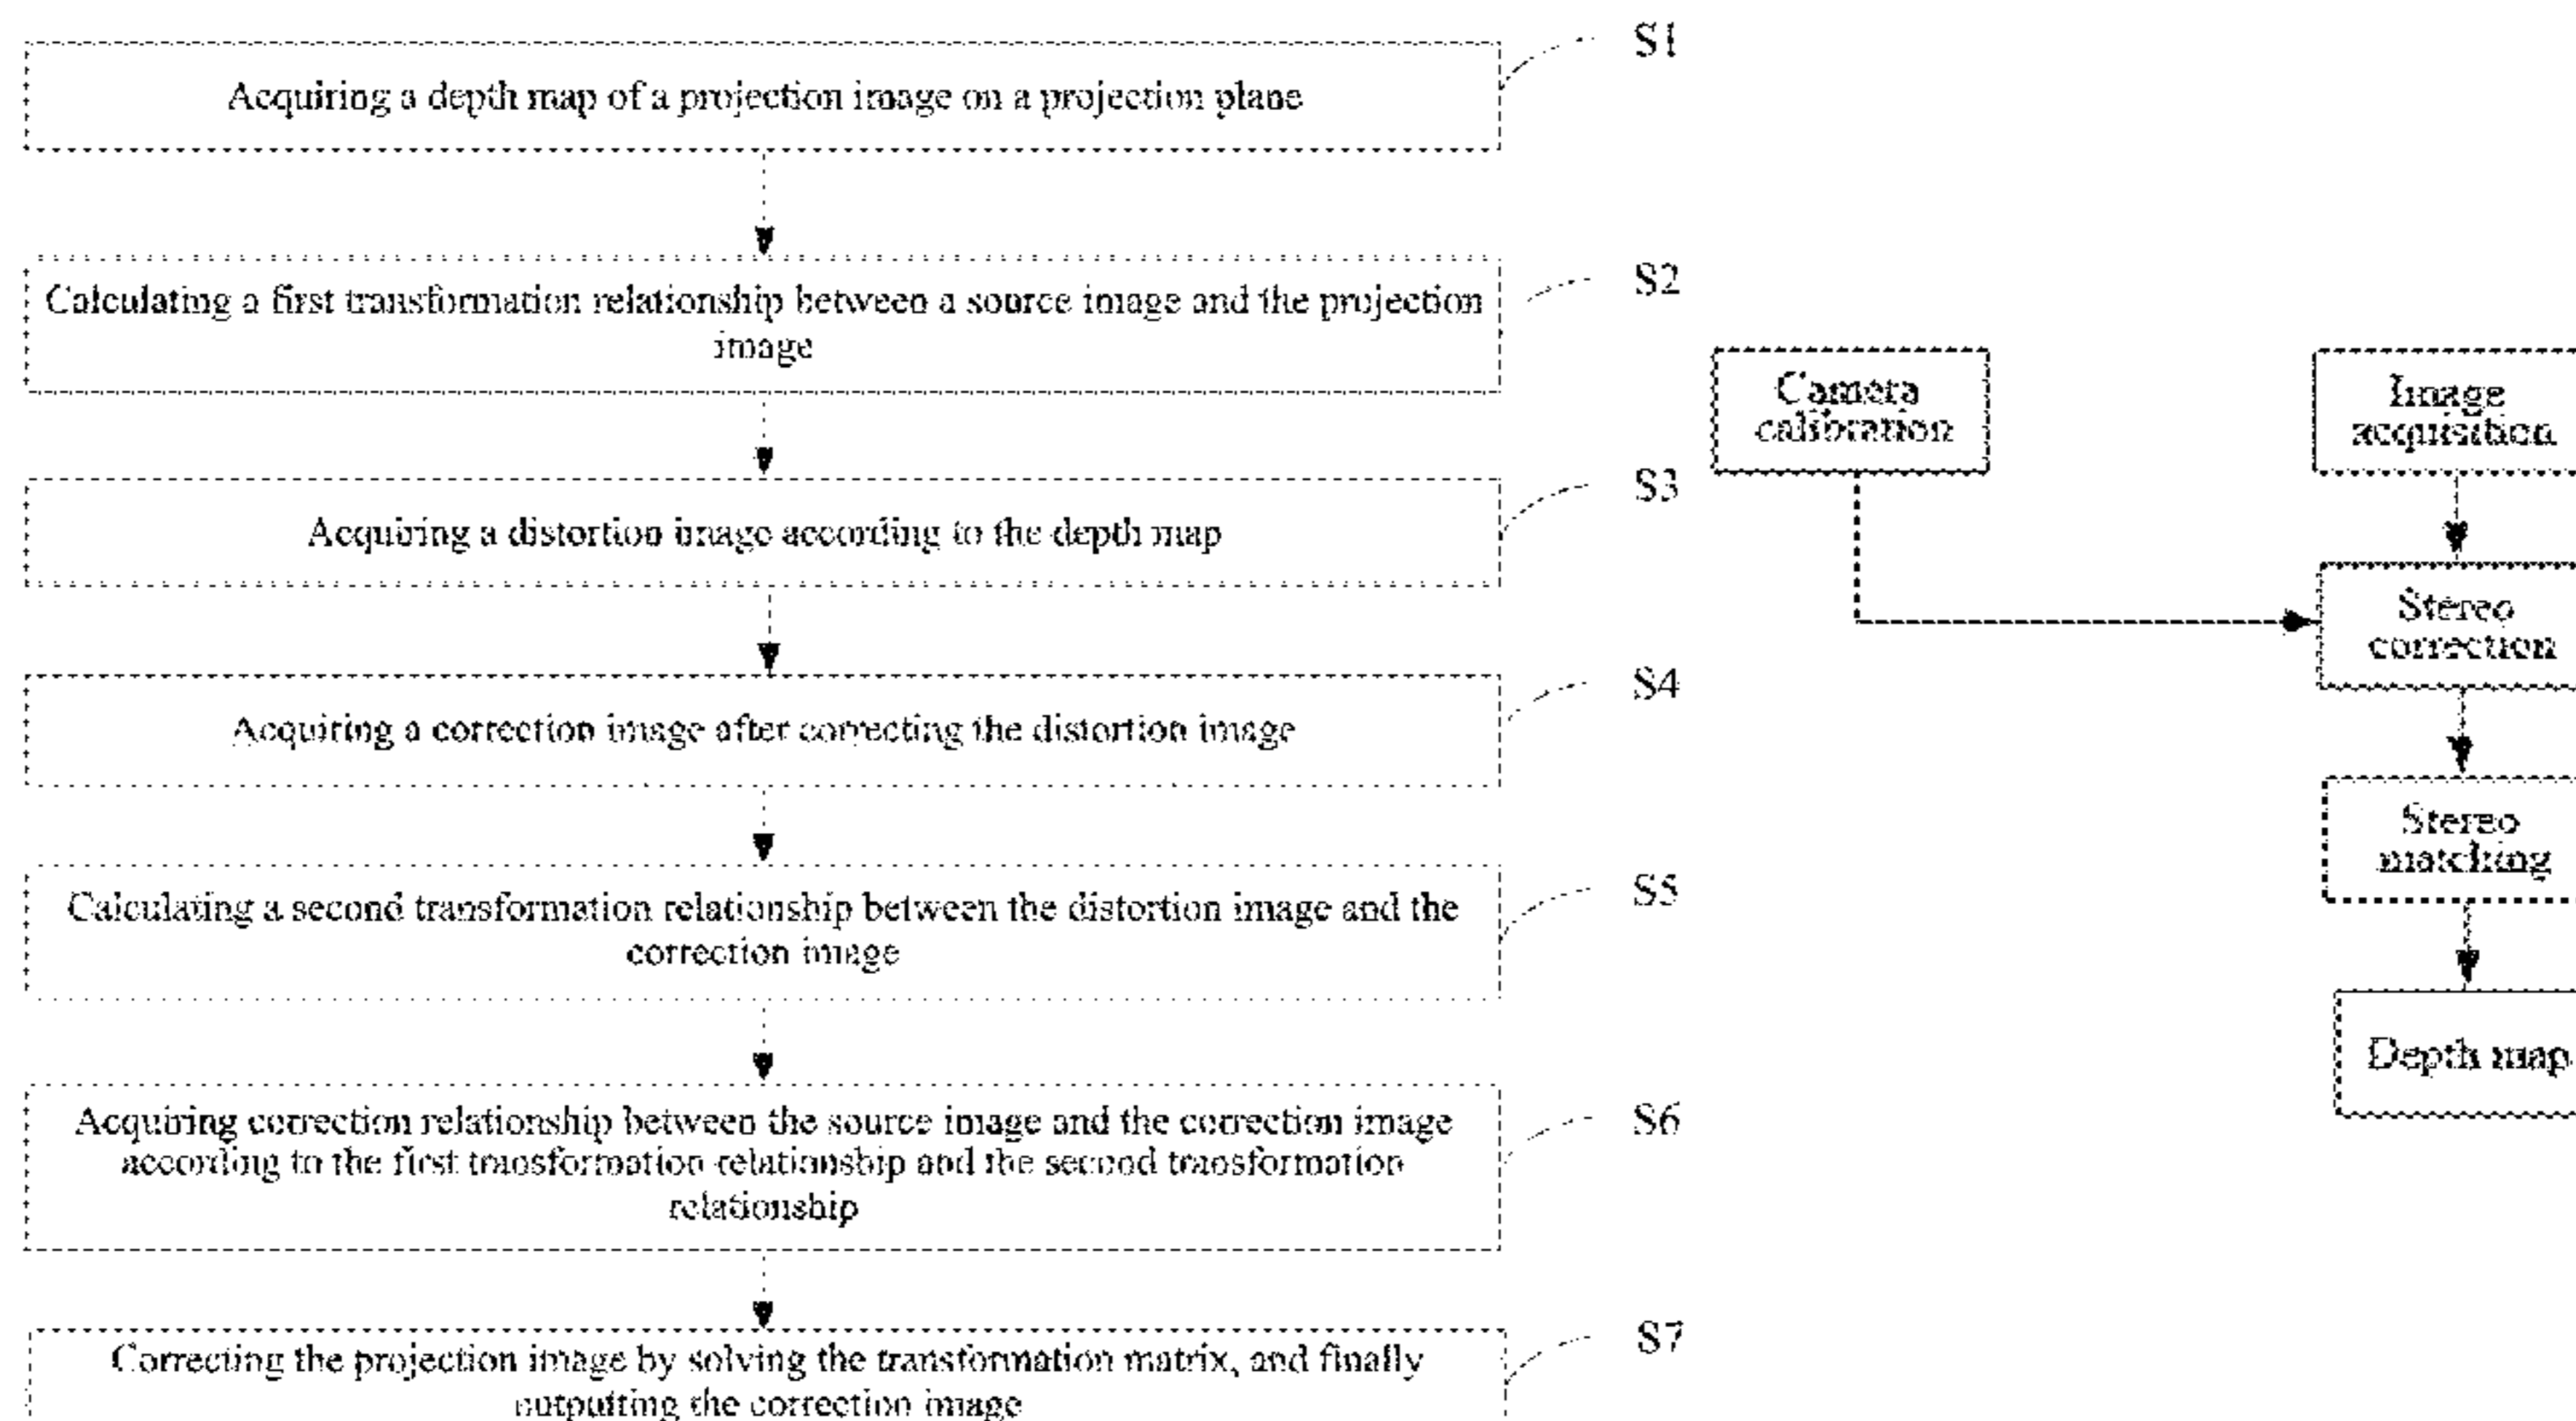 S1
Acquiring a depth map of a projection image on a projection plane
S2
Calculating a first transformation relationship between a source image and the projection
image
S3
Acquiring a distortion image according to the depth map
S4
Acquiring a correction image after correcting the distortion image
S5
Calculating a second transformation relationship between the distortion image and the
correction image
S6
Acquiring correction relationship between the source image and the correction image
according to the first transformation relationship and the second transformation
relationship
S7
Correcting the projection image by solving the transformation matrix, and finally
outputting the correction image
Camera
calibration
Image
acquisition
Stereo
correction
Stereo
matching
Depth map